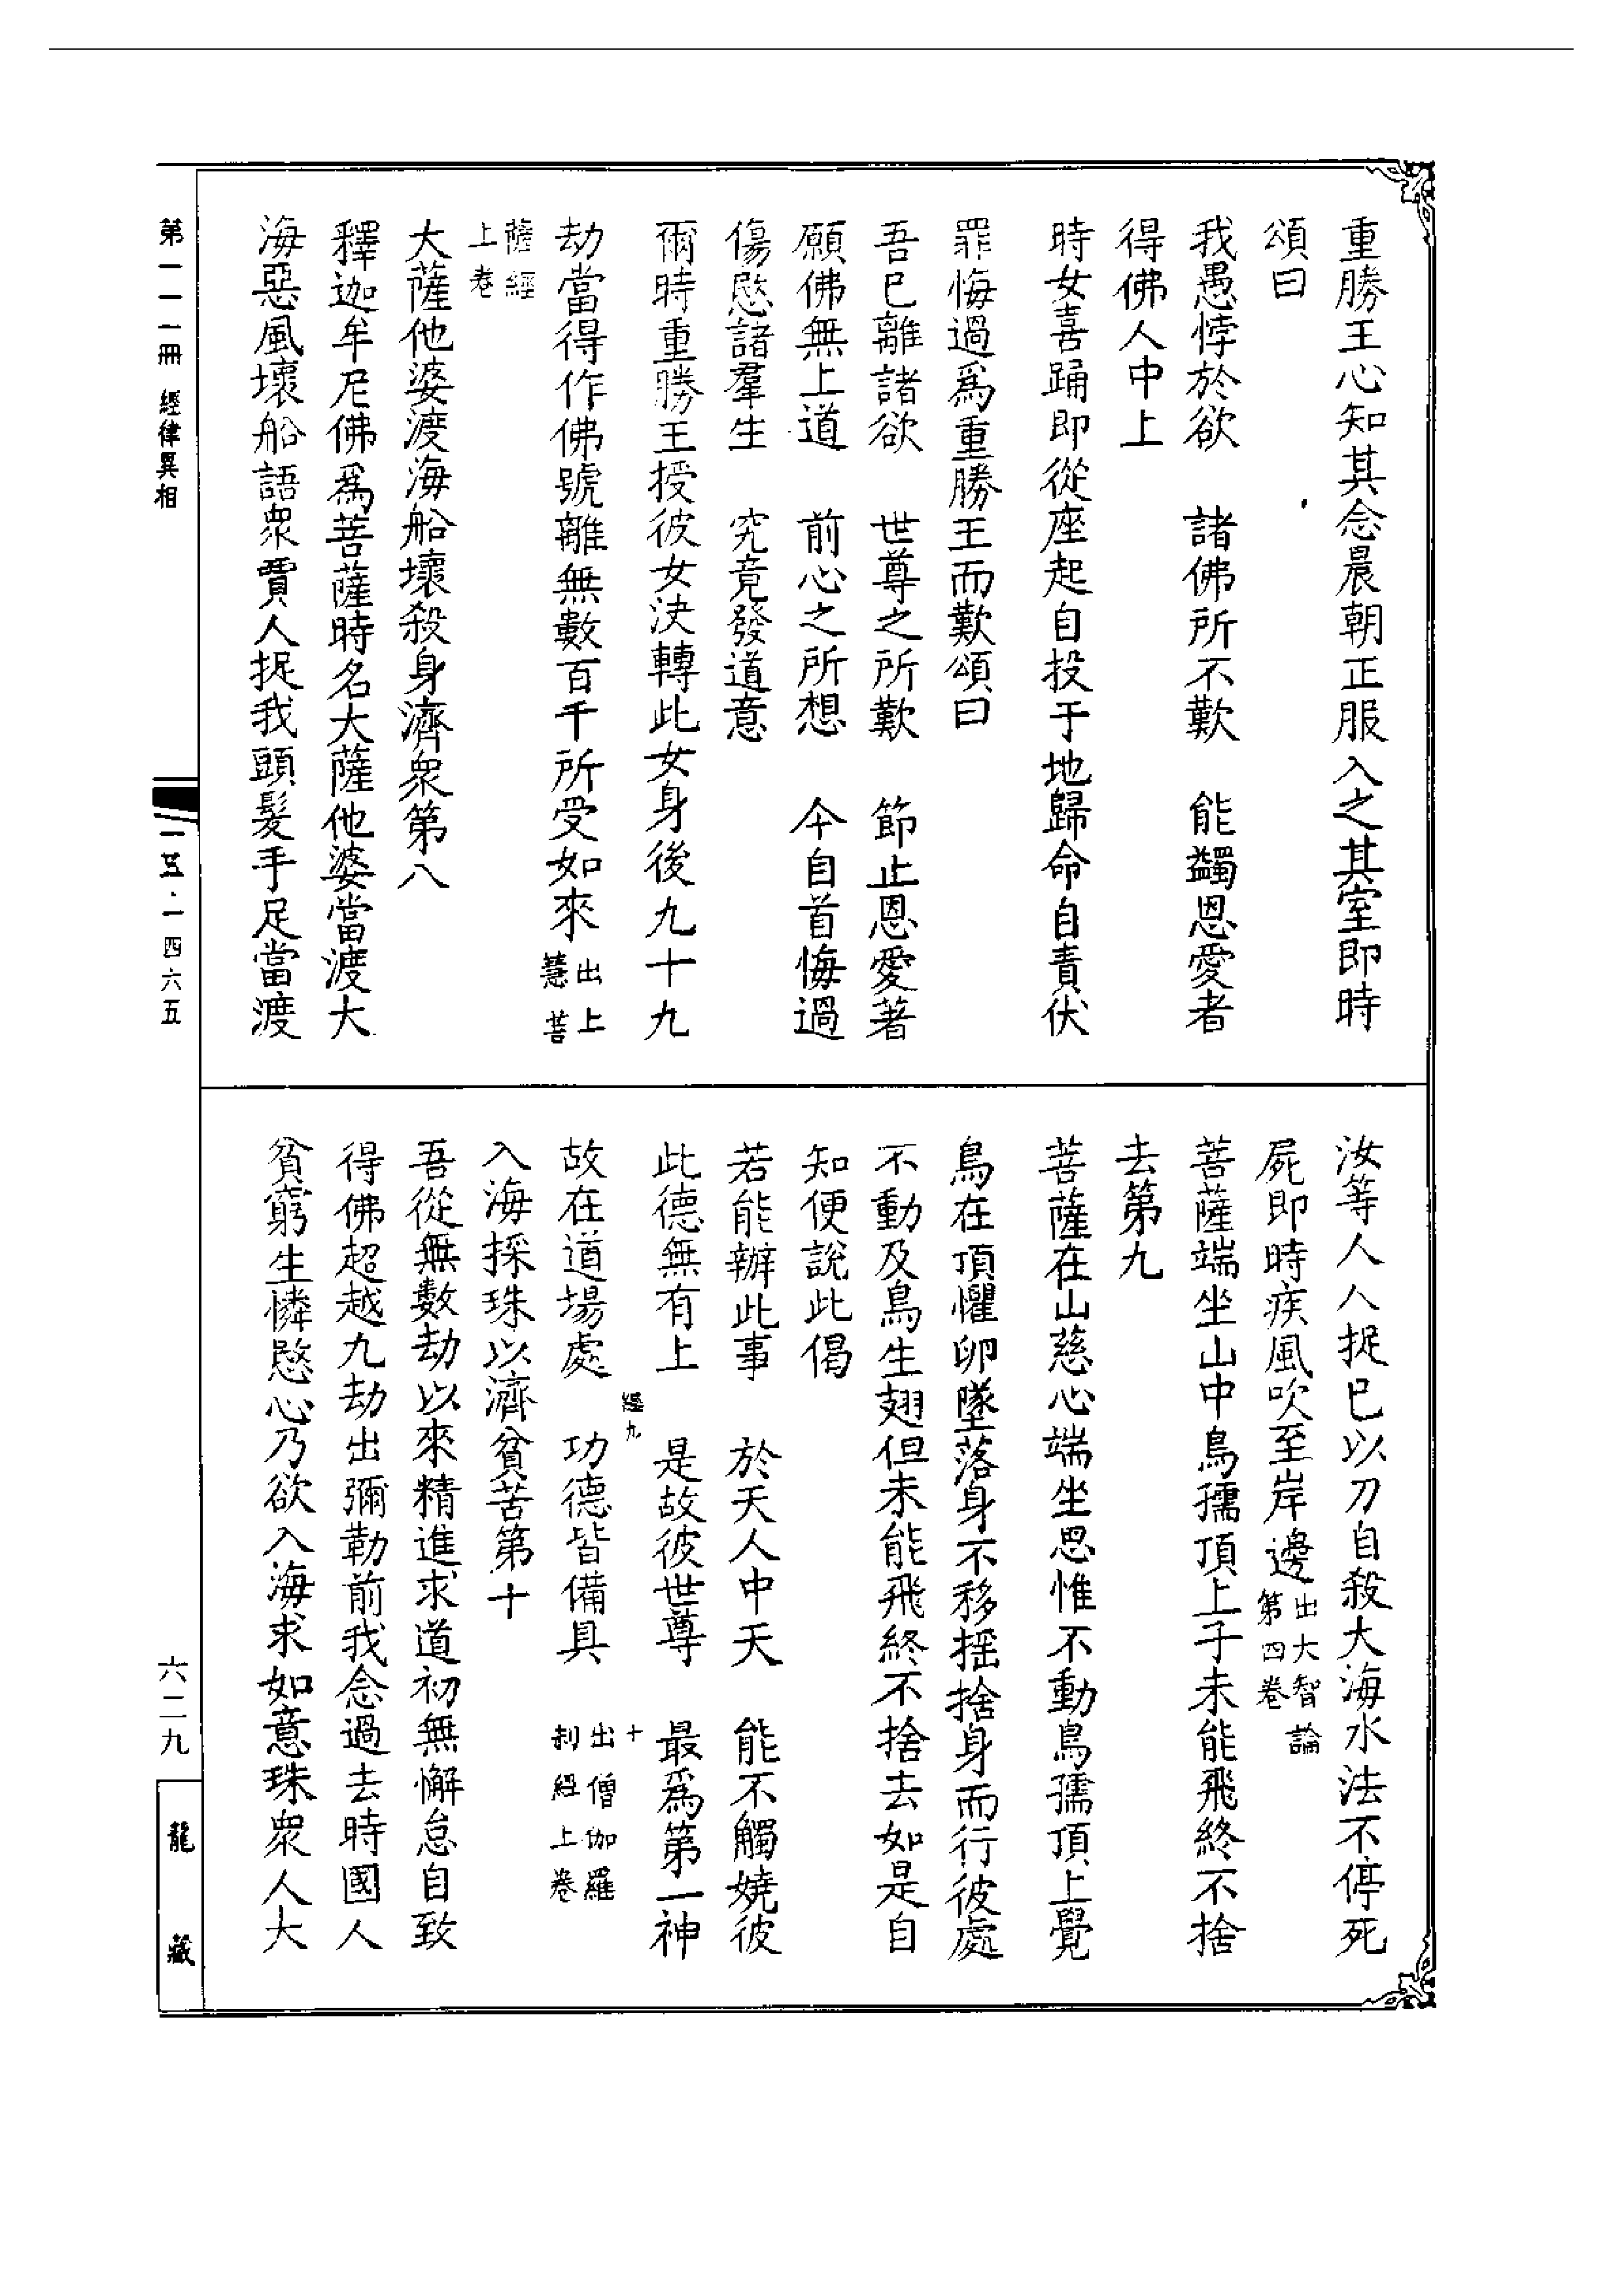 重勝王心知其念晨朝正服入之其室即時
頌曰
我愚悖於欲　諸佛所不歎　能蠲恩愛者
得佛人中上
時女喜踊即從座起自投于地歸命自責伏
罪悔過爲重勝王而歎頌曰
吾已離諸欲　世尊之所歎　節止恩愛著
願佛無上道　前心之所想　今自首悔過
傷愍諸羣生　究竟發道意
爾時重勝王授彼女決轉此女身後九十九
劫當得作佛號離無數百千所受如來出上慧菩
薩經上卷
大薩他婆渡海船壞殺身濟衆第八
釋迦牟尼佛爲菩薩時名大薩他婆當渡大
海惡風壞船語衆賈人捉我頭髮手足當渡
汝等人人捉已以刀自殺大海水法不停死
屍即時疾風吹至岸邊出大智論第四卷
菩薩端坐山中鳥孺頂上子未能飛終不捨
去第九
菩薩在山慈心端坐思惟不動鳥孺頂上覺
鳥在頂懼卵墜落身不移揺捨身而行彼處
不動及鳥生翅但未能飛終不捨去如是自
知便說此偈
若能辦此事　於天人中天　能不觸嬈彼
此德無有上　是故彼世尊　最爲第一神
故在道場處　功德皆備具　出僧伽羅刹經上卷
經九
十
入海採珠以濟貧苦第十
吾從無數劫以來精進求道初無懈怠自致
得佛超越九劫出彌勒前我念過去時國人
貧窮生憐愍心乃欲入海求如意珠衆人大
第一一一冊　經律異相
一四六五
六二九
龍藏